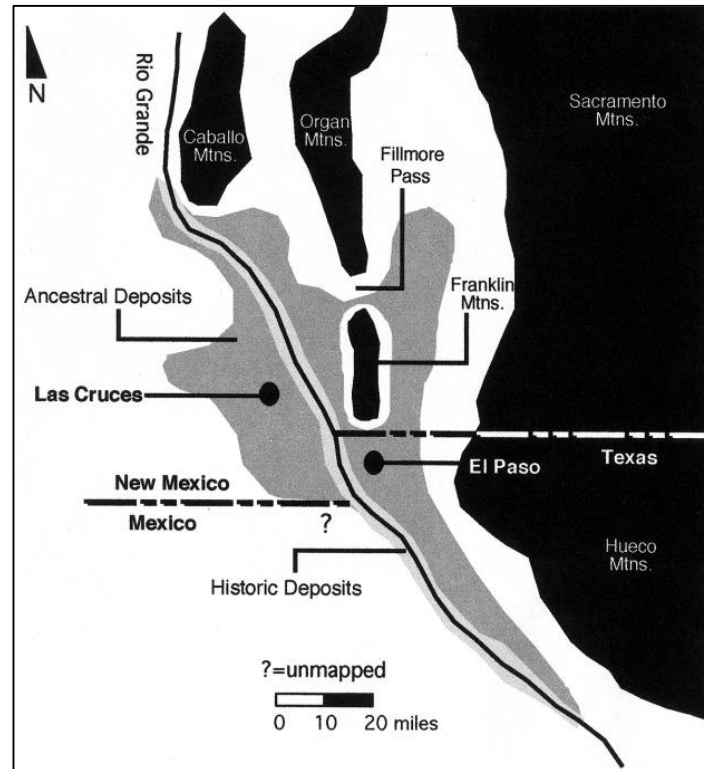 N
Rio Grande
Caballo
Mtns.
Organ
Mtns.
Sacramento
Mtns.
Fillmore
Pass
Ancestral Deposits
Franklin
Mtns.
Las Cruces
El Paso
Texas
New Mexico
Mexico
?
Historic Deposits
Hueco
Mtns.
?=unmapped
0 10 20 miles